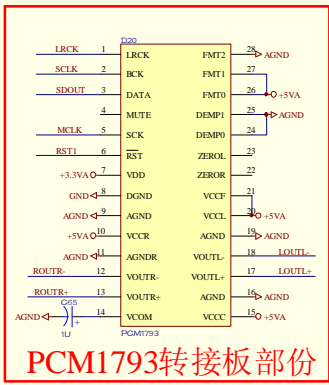 D20
LRCK 1 LRCK FMT2 28 AGND
SCLK 2 BCK FMT1 27
SDOUT 3 DATA FMT0 26 +5VA
4 MUTE DEMP1 25 AGND
MCLK 5 SCK DEMP0 24
RST1 6 RST ZEROL 23
+3.3VA 7 VDD ZEROR 22
GND 8 DGND VCCF 21
AGND 9 AGND VCCL 20 +5VA
+5VA 10 VCCR AGND 19 AGND
AGND 11 AGNDR VOUTL- 18 LOUTL-
ROUTR- 12 VOUTR- VOUTL+ 17 LOUTL+
ROUTR+ 13 VOUTR+ AGND 16 AGND
C65
AGND + 14 VCOM VCCC 15 +5VA
1U
PCM1793
PCM1793转接板部份